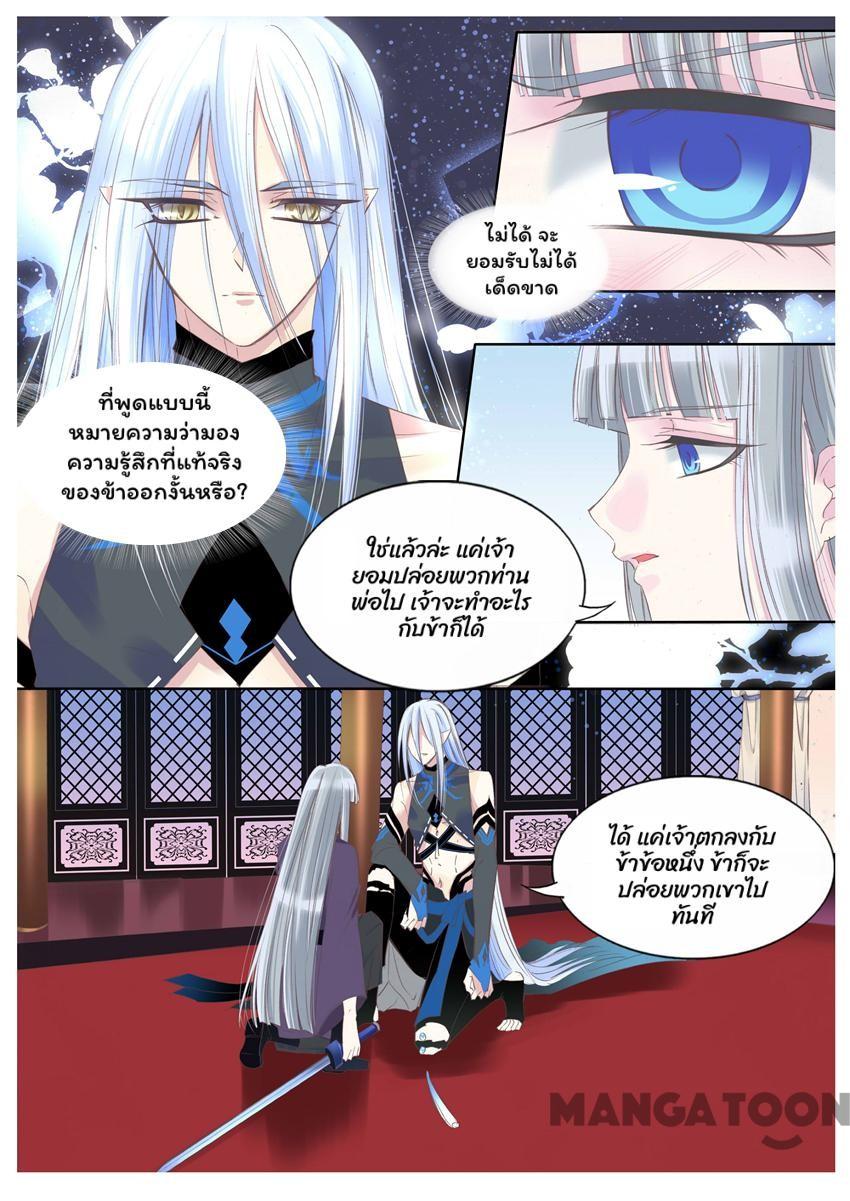 ไม่ได้ จะ
ยอมรับไม่ได้
เด็ดขาด
ที่พูดแบบนี้
หมายความว่ามอง
ความรู้สึกที่แท้จริง
ของข้าออกงั้นหรือ?
ใช่แล้วล่ะ แค่เจ้า
ยอมปล่อยพวกท่าน
พ่อไป เจ้าจะทำอะไร
กับข้าก็ได้
ได้ แค่เจ้าตกลงกับ
ข้าข้อหนึ่ง ข้าก็จะ
ปล่อยพวกเขาไป
ทันที
MANGATOON